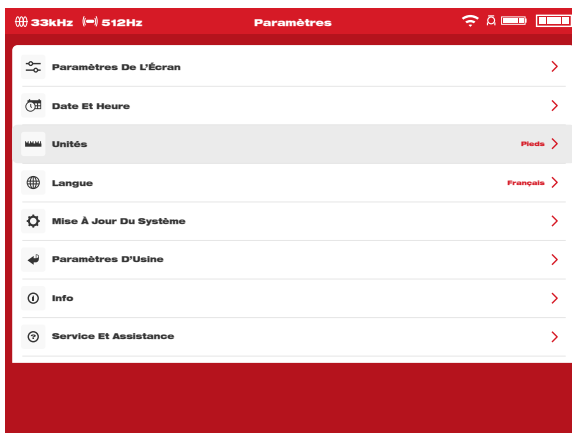 33kHz 512Hz Paramètres
Paramètres De L'Écran
Date Et Heure
Unités Pieds
Langue Français
Mise À Jour Du Système
Paramètres D'Usine
Info
Service Et Assistance